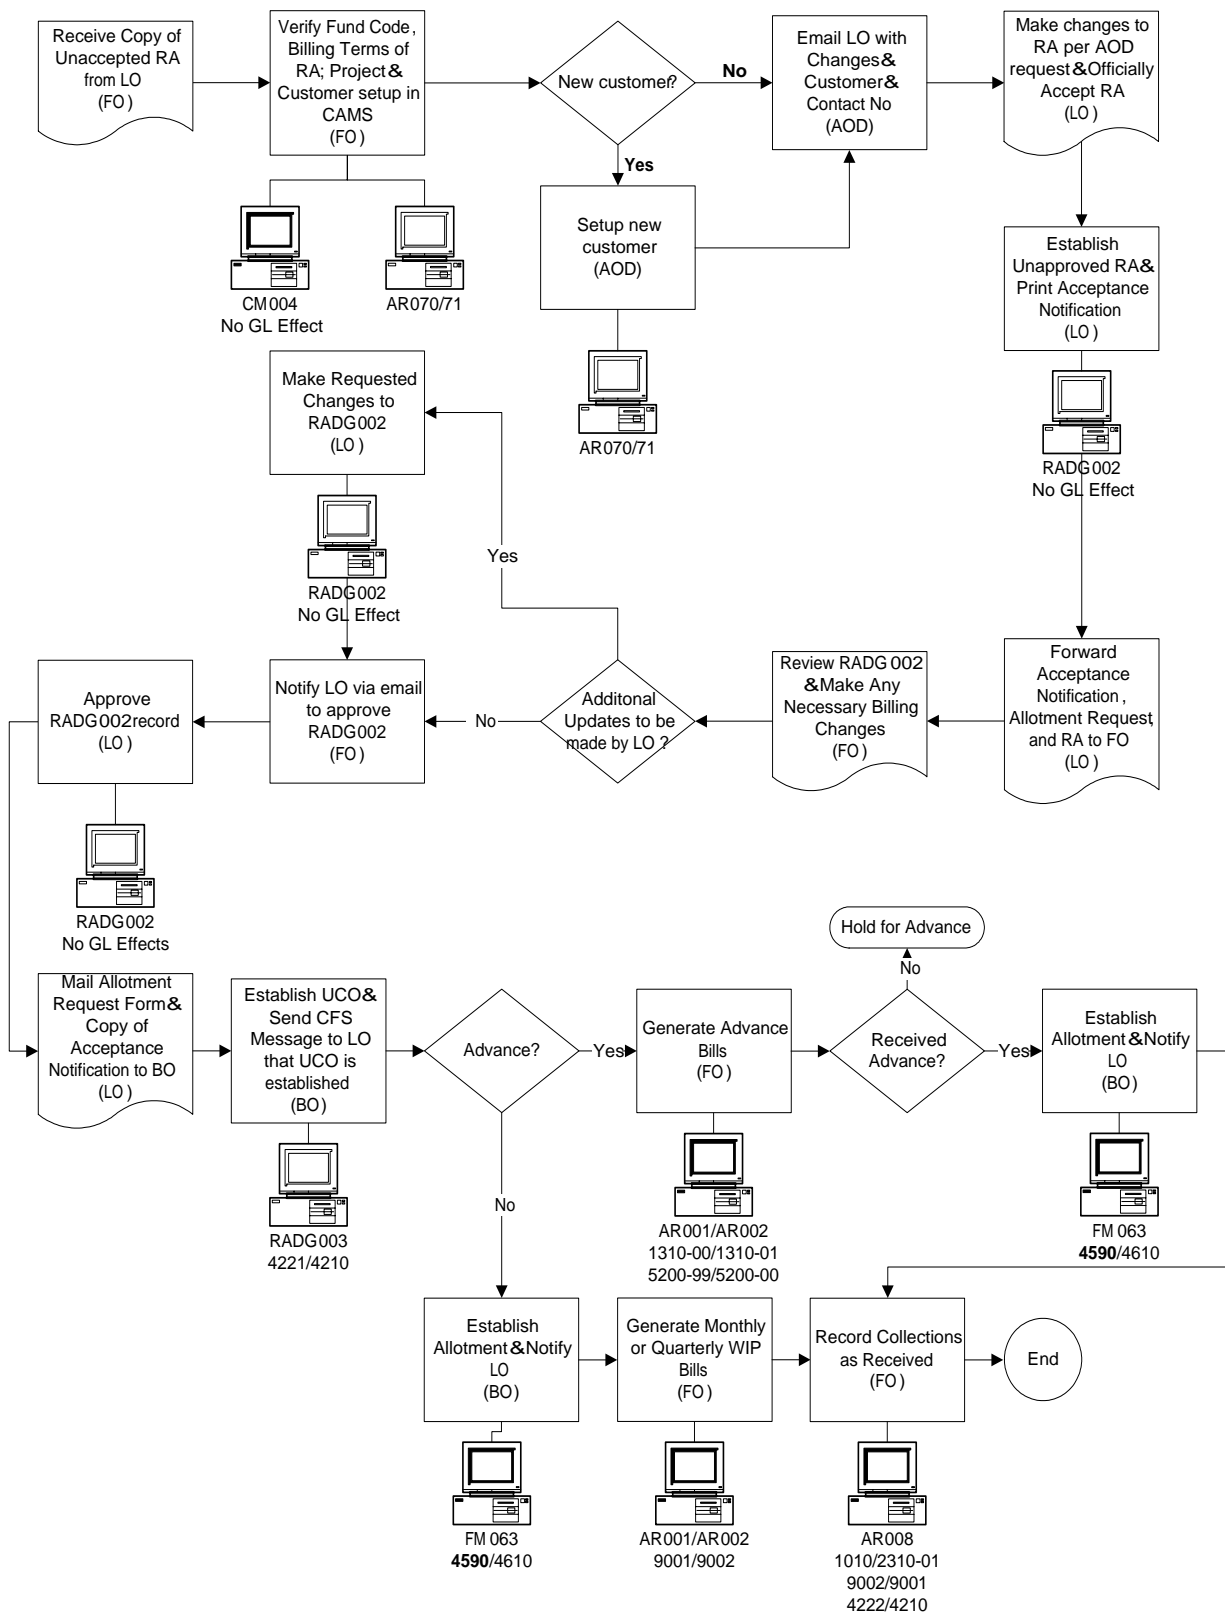 Receive Copy of
Unaccepted RA
from LO
(FO)
Verify Fund Code,
Billing Terms of
RA; Project &
Customer setup in
CAMS
(FO)
New customer?
No
Email LO with
Changes &
Customer &
Contact No
(AOD)
Make changes to
RA per AOD
request & Officially
Accept RA
(LO)
Yes
Setup new
customer
(AOD)
CM004
No GL Effect
AR070/71
AR070/71
Establish
Unapproved RA &
Print Acceptance
Notification
(LO)
RADG002
No GL Effect
Make Requested
Changes to
RADG002
(LO)
RADG002
No GL Effect
Yes
Approve
RADG002 record
(LO)
Notify LO via email
to approve
RADG002
(FO)
No
Additonal
Updates to be
made by LO ?
Review RADG 002
& Make Any
Necessary Billing
Changes
(FO)
Forward
Acceptance
Notification ,
Allotment Request,
and RA to FO
(LO)
RADG002
No GL Effects
Hold for Advance
No
Mail Allotment
Request Form &
Copy of
Acceptance
Notification to BO
(LO)
Establish UCO &
Send CFS
Message to LO
that UCO is
established
(BO)
Advance?
Yes
Generate Advance
Bills
(FO)
Received
Advance?
Yes
Establish
Allotment & Notify
LO
(BO)
RADG003
4221/4210
No
AR001/AR002
1310-00/1310-01
5200-99/5200-00
FM 063
4590/4610
Establish
Allotment & Notify
LO
(BO)
Generate Monthly
or Quarterly WIP
Bills
(FO)
Record Collections
as Received
(FO)
End
FM 063
4590/4610
AR001/AR002
9001/9002
AR008
1010/2310-01
9002/9001
4222/4210